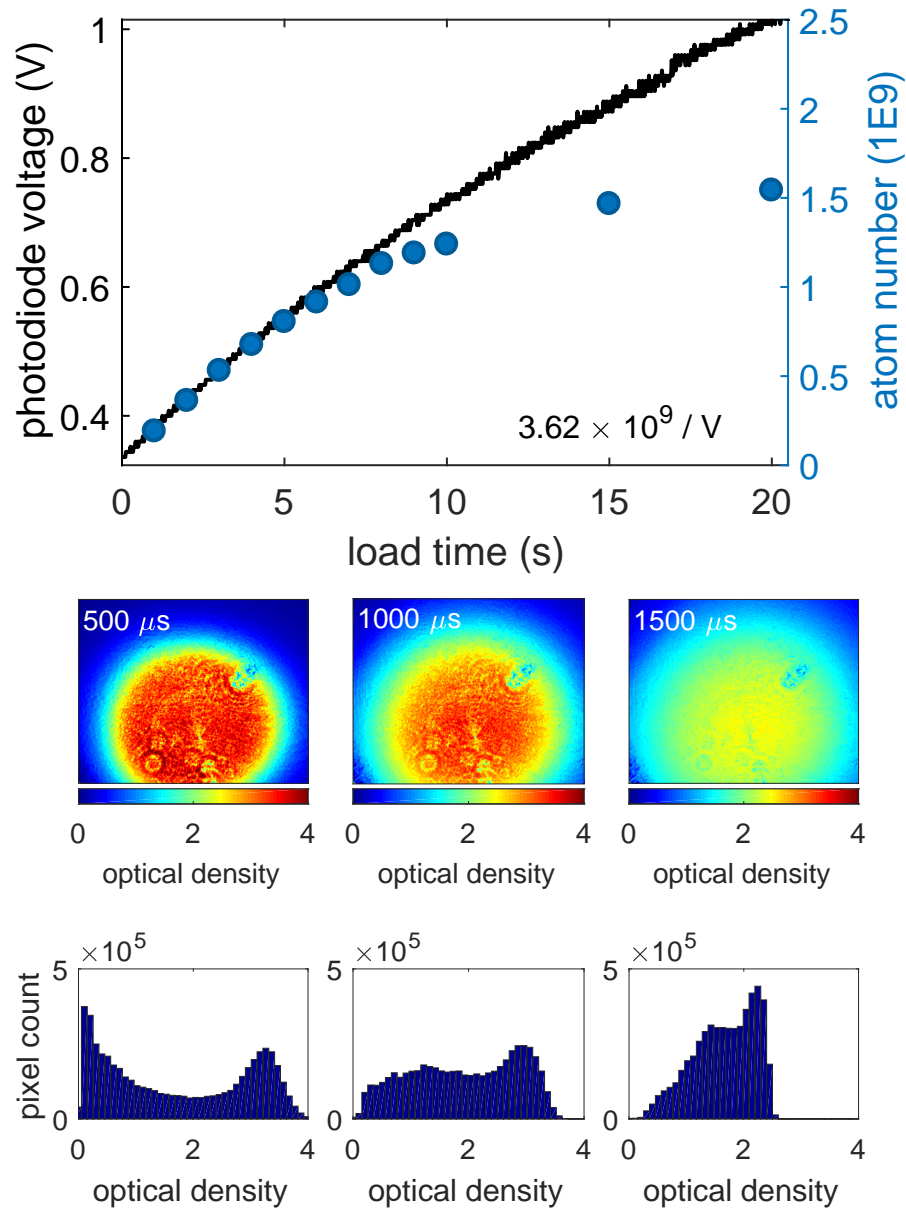 photodiode voltage (V)
1
0.8
0.6
0.4
2.5
2
1.5
1
0.5
0
atom number (1E9)
3.62 × 10^9 / V
0 5 10 15 20
load time (s)
500 μs 1000 μs 1500 μs
0 2 4 0 2 4 0 2 4
optical density optical density optical density
×10^5 ×10^5 ×10^5
5 5 5
pixel count
0 0 0
0 2 4 0 2 4 0 2 4
optical density optical density optical density